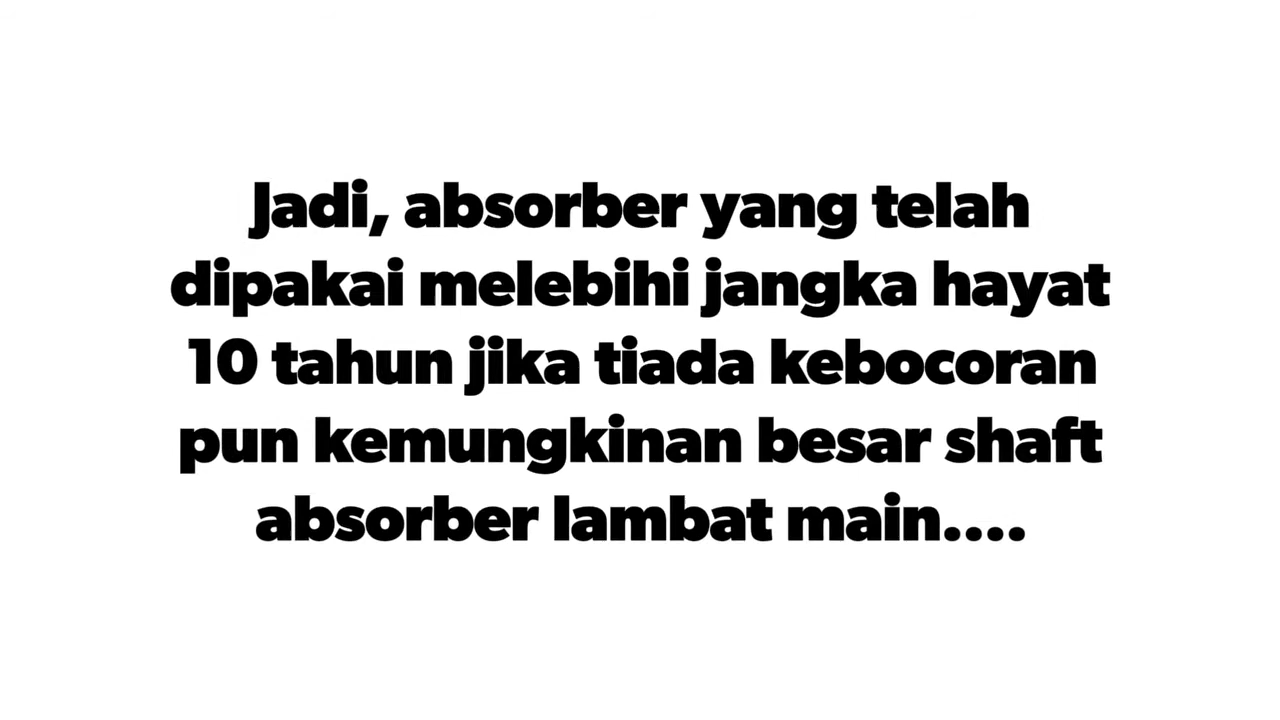 Jadi, absorber yang telah
dipakai melebihi jangka hayat
10 tahun jika tiada kebocoran
pun kemungkinan besar shaft
absorber lambat main....